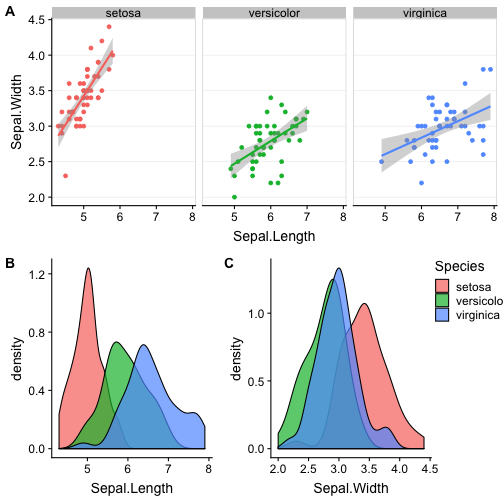 A
setosa versicolor virginica
4.5
4.0
3.5
3.0
2.5
2.0
Sepal.Width
5 6 7 8 5 6 7 8 5 6 7 8
Sepal.Length
B
1.2
0.8
0.4
0.0
density
5 6 7 8
Sepal.Length
C
1.0
0.5
0.0
density
2.0 2.5 3.0 3.5 4.0 4.5
Sepal.Width
Species
setosa
versicolo
virginica